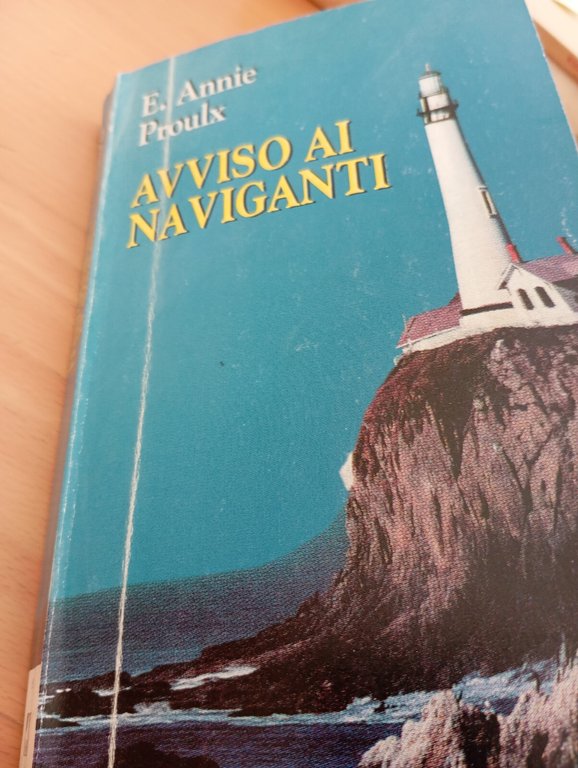 E. Annie
Proulx
AVVISO AI
NAVIGANTI